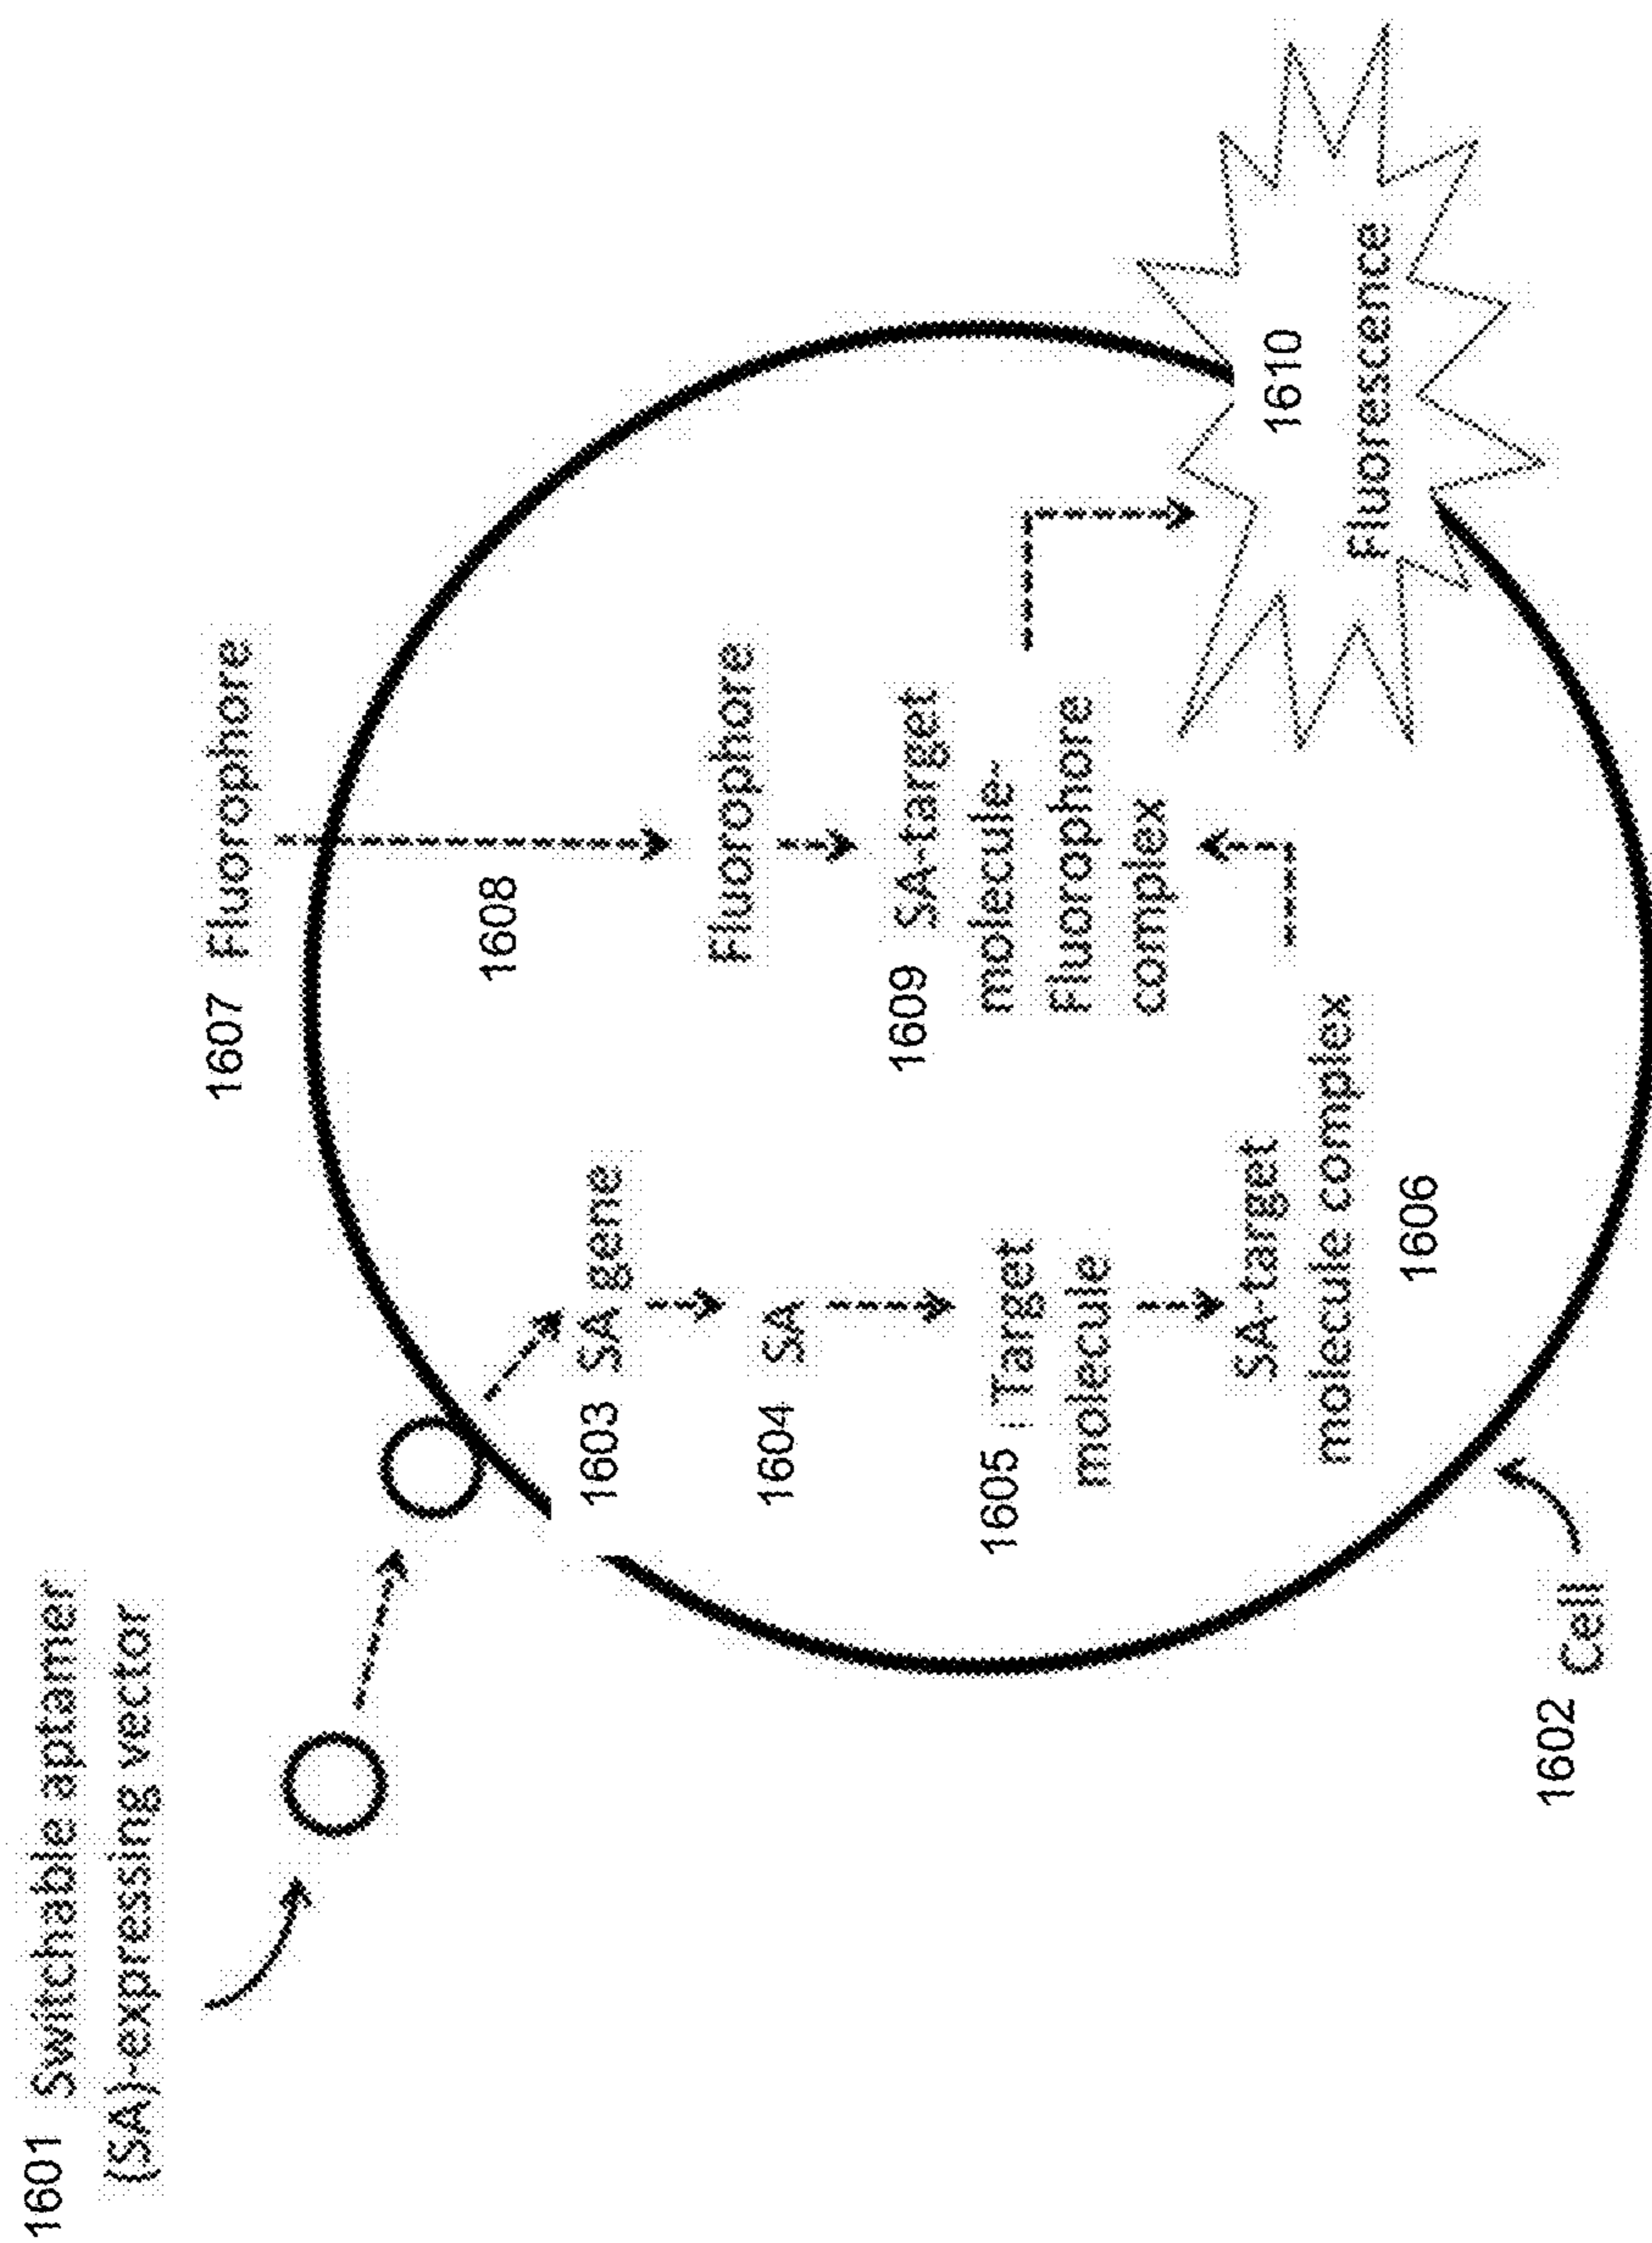 1601 Switchable aptamer
(SA)-expressing vector
1607 Fluorophore
1608
1603 SA gene
1604 SA
Fluorophore
1605 Target
molecule
1609 SA-target
molecule-
Fluorophore
complex
SA-target
molecule complex
1606
1610
Fluorescence
1602 Cell